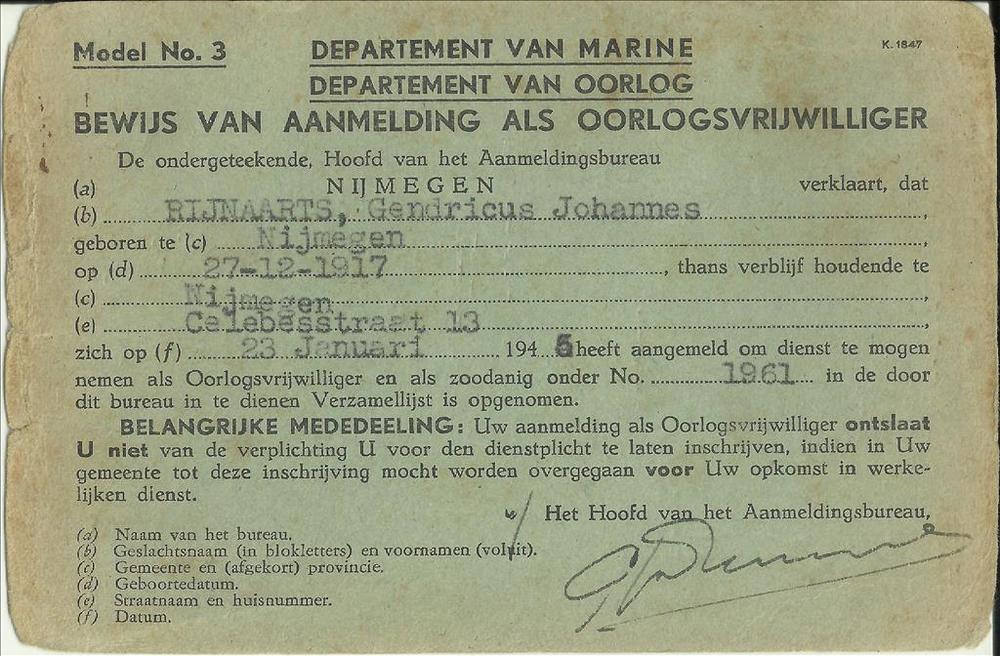 Model No. 3
DEPARTEMENT VAN MARINE
K. 1847
DEPARTEMENT VAN OORLOG
BEWIJS VAN AANMELDING ALS OORLOGSVRIJWILLIGER
De ondergeteekende, Hoofd van het Aanmeldingsbureau
(a) NIJMEGEN verklaart, dat
(b) RIJNAARTS, Gendricus Johannes,
geboren te (c) Nijmegen,
op (d) 27-12-1917, thans verblijf houdende te
(c) Nijmegen,
(e) Celebesstraat 13,
zich op (f) 23 Januari 1945 heeft aangemeld om dienst te mogen
nemen als Oorlogsvrijwilliger en als zoodanig onder No. 1961 in de door
dit bureau in te dienen Verzamellijst is opgenomen.
BELANGRIJKE MEDEDEELING: Uw aanmelding als Oorlogsvrijwilliger ontslaat
U niet van de verplichting U voor den dienstplicht te laten inschrijven, indien in Uw
gemeente tot deze inschrijving mocht worden overgegaan voor Uw opkomst in werke-
lijken dienst.
Het Hoofd van het Aanmeldingsbureau,
(a) Naam van het bureau.
(b) Geslachtsnaam (in blokletters) en voornamen (voluit).
(c) Gemeente en (afgekort) provincie.
(d) Geboortedatum.
(e) Straatnaam en huisnummer.
(f) Datum.